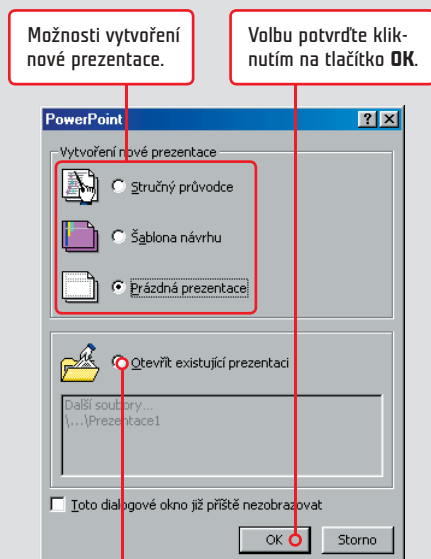 Možnosti vytvoření
nové prezentace.
Volbu potvrďte klik-
nutím na tlačítko OK.
PowerPoint
Vytvoření nové prezentace
Stručný průvodce
Šablona návrhu
Prázdná prezentace
Otevřít existující prezentaci
Další soubory...
\...\Prezentace1
Toto dialogové okno již příště nezobrazovat
OK
Storno